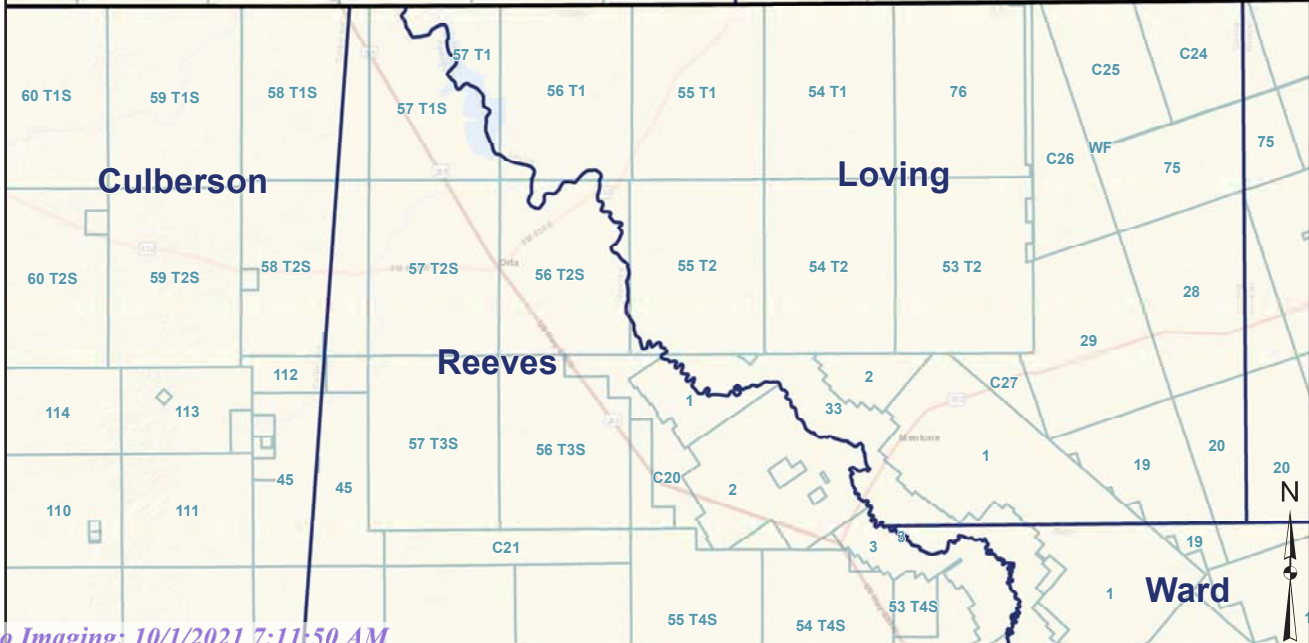 57 T1
C24
C25
60 T1S
59 T1S
58 T1S
57 T1S
56 T1
55 T1
54 T1
76
75
WF
C26
75
Culberson
Loving
60 T2S
59 T2S
58 T2S
57 T2S
Orla
56 T2S
55 T2
54 T2
53 T2
28
29
Reeves
112
2
C27
1
33
114
113
57 T3S
56 T3S
Mentone
1
20
19
20
45
45
C20
2
N
110
111
C21
3
9
19
1
Ward
53 T4S
55 T4S
54 T4S
o Imaging: 10/1/2021 7:11:50 AM